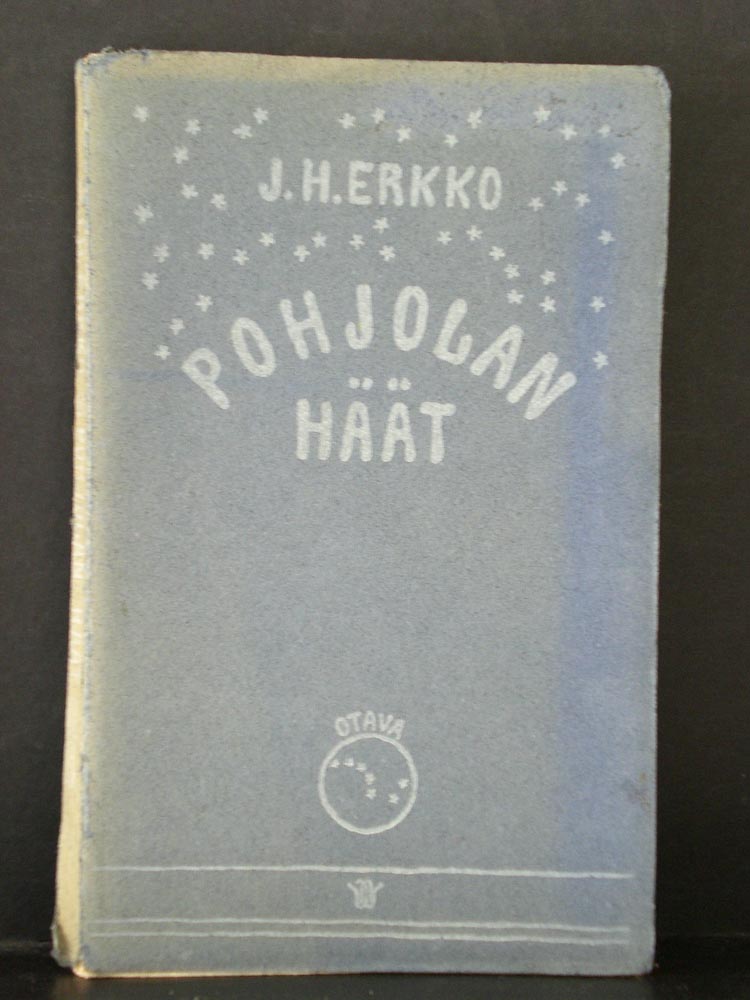 J. H. ERKKO
POHJOLAN
HÄÄT
OTAVA